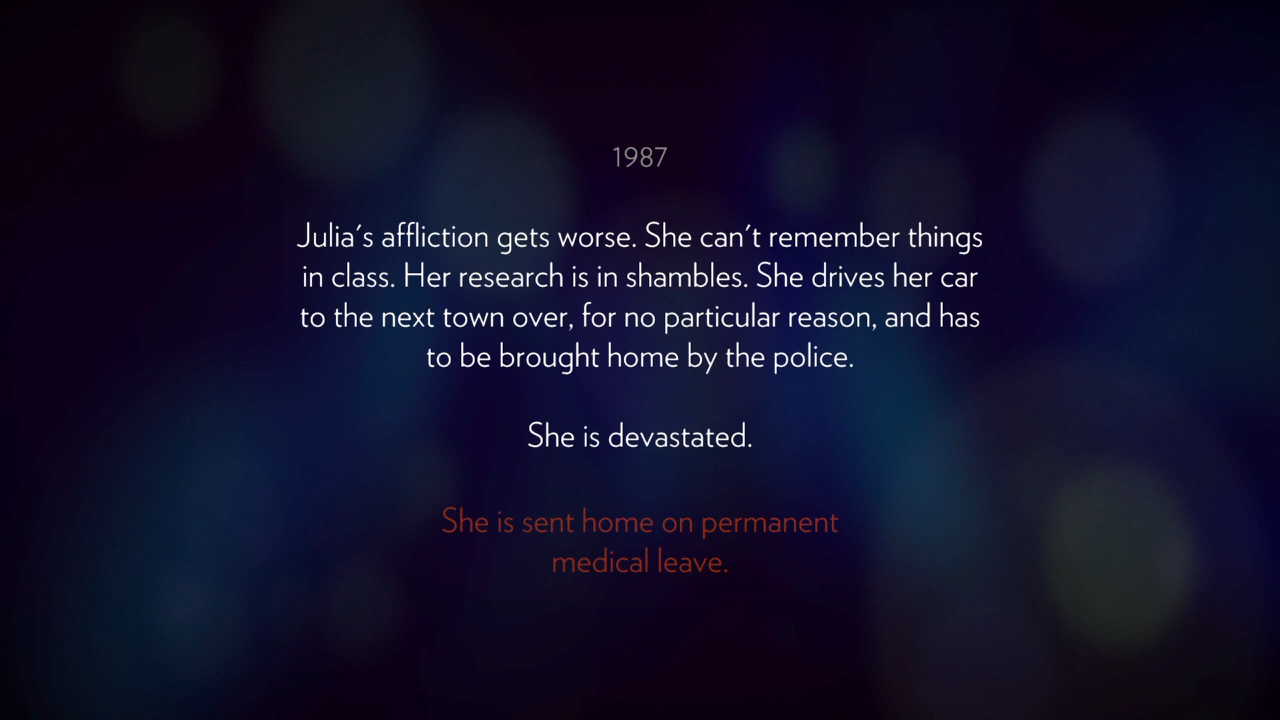 1987
Julia's affliction gets worse. She can't remember things
in class. Her research is in shambles. She drives her car
to the next town over, for no particular reason, and has
to be brought home by the police.
She is devastated.
She is sent home on permanent
medical leave.